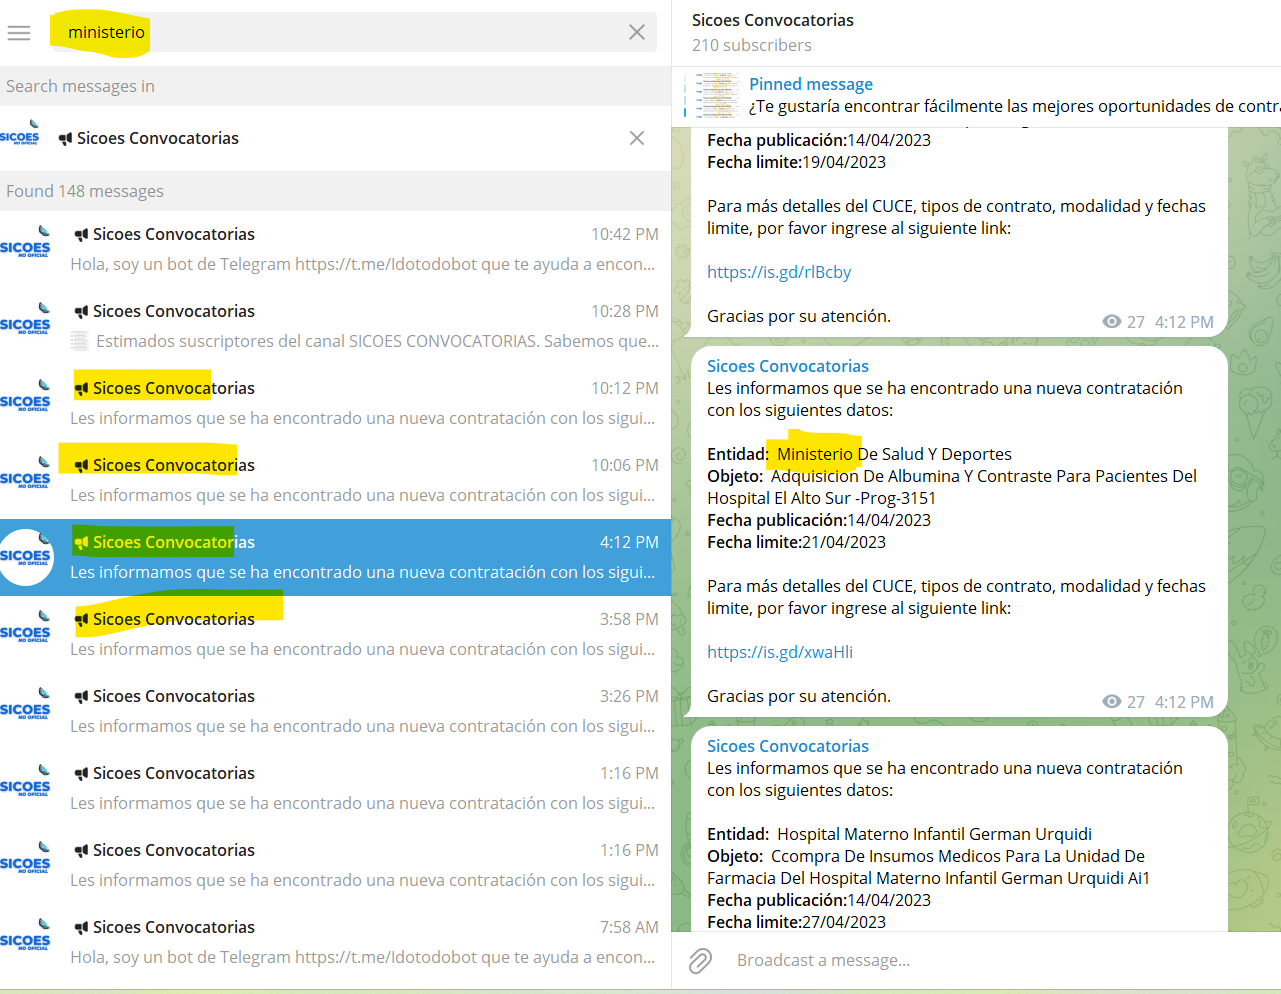 ministerio
Search messages in
SICOES
NO OFICIAL
Sicoes Convocatorias
Found 148 messages
SICOES
NO OFICIAL
Sicoes Convocatorias
10:42 PM
Hola, soy un bot de Telegram https://t.me/Idotodobot que te ayuda a encon...
SICOES
NO OFICIAL
Sicoes Convocatorias
10:28 PM
Estimados suscriptores del canal SICOES CONVOCATORIAS. Sabemos que...
SICOES
NO OFICIAL
Sicoes Convocatorias
10:12 PM
Les informamos que se ha encontrado una nueva contratación con los sigui...
SICOES
NO OFICIAL
Sicoes Convocatorias
10:06 PM
Les informamos que se ha encontrado una nueva contratación con los sigui...
SICOES
NO OFICIAL
Sicoes Convocatorias
4:12 PM
Les informamos que se ha encontrado una nueva contratación con los sigui...
SICOES
NO OFICIAL
Sicoes Convocatorias
3:58 PM
Les informamos que se ha encontrado una nueva contratación con los sigui...
SICOES
NO OFICIAL
Sicoes Convocatorias
3:26 PM
Les informamos que se ha encontrado una nueva contratación con los sigui...
SICOES
NO OFICIAL
Sicoes Convocatorias
1:16 PM
Les informamos que se ha encontrado una nueva contratación con los sigui...
SICOES
NO OFICIAL
Sicoes Convocatorias
1:16 PM
Les informamos que se ha encontrado una nueva contratación con los sigui...
SICOES
NO OFICIAL
Sicoes Convocatorias
7:58 AM
Hola, soy un bot de Telegram https://t.me/Idotodobot que te ayuda a encon...
Sicoes Convocatorias
210 subscribers
Pinned message
¿Te gustaría encontrar fácilmente las mejores oportunidades de contra
Fecha publicación:14/04/2023
Fecha limite:19/04/2023
Para más detalles del CUCE, tipos de contrato, modalidad y fechas
limite, por favor ingrese al siguiente link:
https://is.gd/rlBcby
Gracias por su atención.
27 4:12 PM
Sicoes Convocatorias
Les informamos que se ha encontrado una nueva contratación
con los siguientes datos:
Entidad: Ministerio De Salud Y Deportes
Objeto: Adquisicion De Albumina Y Contraste Para Pacientes Del
Hospital El Alto Sur -Prog-3151
Fecha publicación:14/04/2023
Fecha limite:21/04/2023
Para más detalles del CUCE, tipos de contrato, modalidad y fechas
limite, por favor ingrese al siguiente link:
https://is.gd/xwaHli
Gracias por su atención.
27 4:12 PM
Sicoes Convocatorias
Les informamos que se ha encontrado una nueva contratación
con los siguientes datos:
Entidad: Hospital Materno Infantil German Urquidi
Objeto: Ccompra De Insumos Medicos Para La Unidad De
Farmacia Del Hospital Materno Infantil German Urquidi Ai1
Fecha publicación:14/04/2023
Fecha limite:27/04/2023
Broadcast a message...